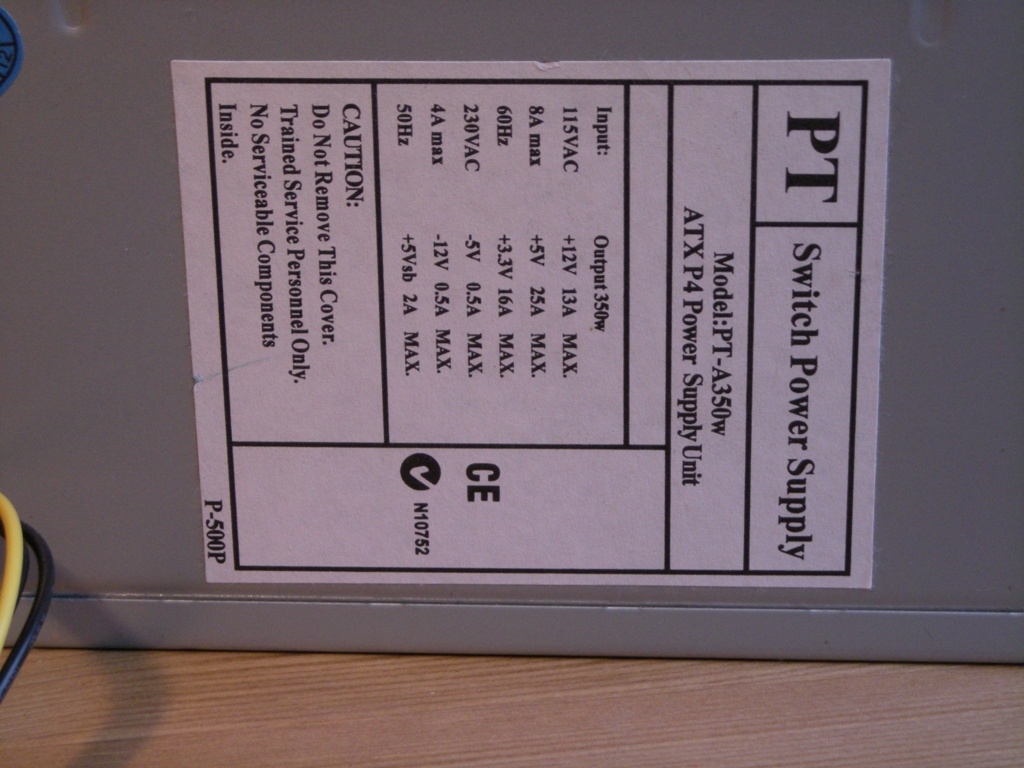 PT
Switch Power Supply
Model:PT-A350w
ATX P4 Power Supply Unit
Input: Output 350w
115VAC +12V 13A MAX.
8A max +5V 25A MAX.
60Hz +3.3V 16A MAX.
230VAC -5V 0.5A MAX.
4A max -12V 0.5A MAX.
50Hz +5Vsb 2A MAX.
CE
N10752
CAUTION:
Do Not Remove This Cover.
Trained Service Personnel Only.
No Serviceable Components
Inside.
P-500P